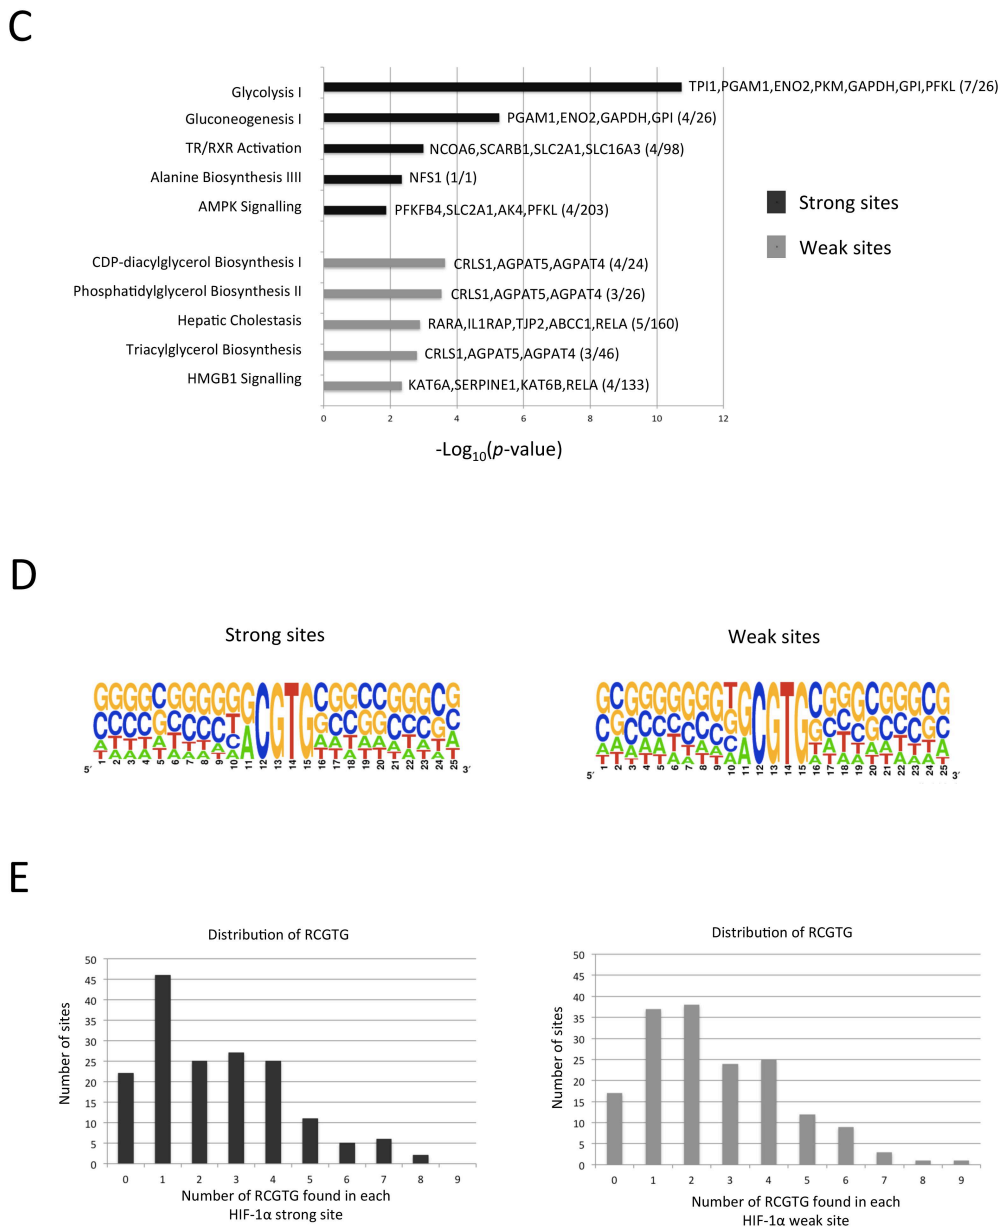 C
Glycolysis I
TPI1,PGAM1,ENO2,PKM,GAPDH,GPI,PFKL (7/26)
Gluconeogenesis I
PGAM1,ENO2,GAPDH,GPI (4/26)
TR/RXR Activation
NCOA6,SCARB1,SLC2A1,SLC16A3 (4/98)
Alanine Biosynthesis IIII
NFS1 (1/1)
AMPK Signalling
PFKFB4,SLC2A1,AK4,PFKL (4/203)
Strong sites
Weak sites
CDP-diacylglycerol Biosynthesis I
CRLS1,AGPAT5,AGPAT4 (4/24)
Phosphatidylglycerol Biosynthesis II
CRLS1,AGPAT5,AGPAT4 (3/26)
Hepatic Cholestasis
RARA,IL1RAP,TJP2,ABCC1,RELA (5/160)
Triacylglycerol Biosynthesis
CRLS1,AGPAT5,AGPAT4 (3/46)
HMGB1 Signalling
KAT6A,SERPINE1,KAT6B,RELA (4/133)
0 2 4 6 8 10 12
-Log10(p-value)
D
Strong sites
Weak sites
5′ 1 2 3 4 5 6 7 8 9 10 11 12 13 14 15 16 17 18 19 20 21 22 23 24 25 3′
5′ 1 2 3 4 5 6 7 8 9 10 11 12 13 14 15 16 17 18 19 20 21 22 23 24 25 3′
E
Distribution of RCGTG
Number of sites
50
45
40
35
30
25
20
15
10
5
0
0 1 2 3 4 5 6 7 8 9
Number of RCGTG found in each
HIF-1α strong site
Distribution of RCGTG
Number of sites
50
45
40
35
30
25
20
15
10
5
0
0 1 2 3 4 5 6 7 8 9
Number of RCGTG found in each
HIF-1α weak site